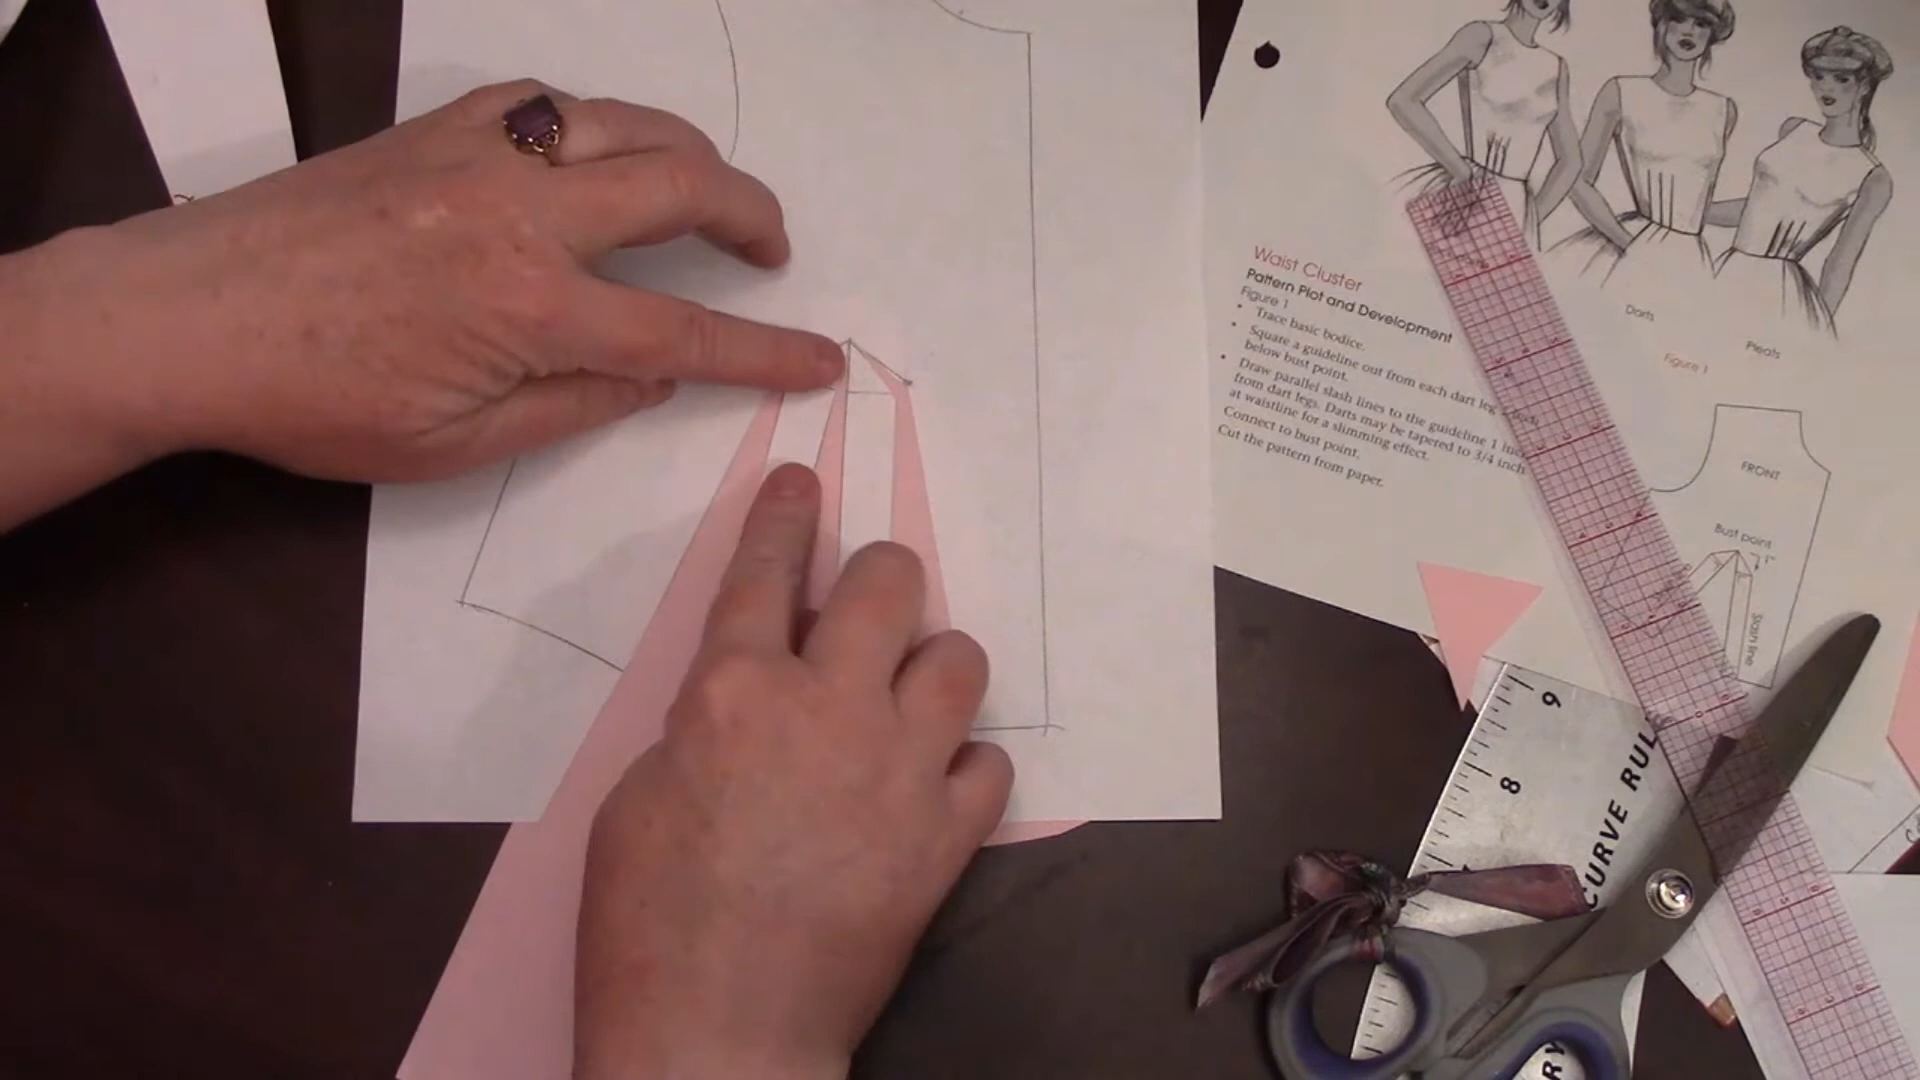 Waist Cluster
Pattern Plot and Development
Figure 1
• Trace basic bodice.
• Square a guideline out from each dart leg
below bust point.
• Draw parallel slash lines to the guideline 1 inch
from dart legs. Darts may be tapered to 3/4 inch
at waistline for a slimming effect.
Connect to bust point.
Cut the pattern from paper.
Darts
Pleats
Figure 1
FRONT
Bust point
1"
Slash line
9
8
CURVE RUL